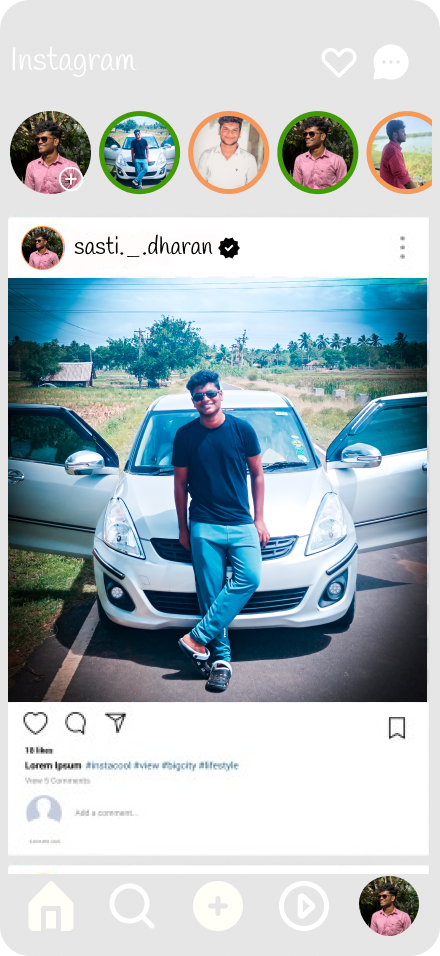 Instagram
sasti._.dharan
18 likes
Lorem Ipsum #instacool #view #bigcity #lifestyle
View 5 Comments
Add a comment...